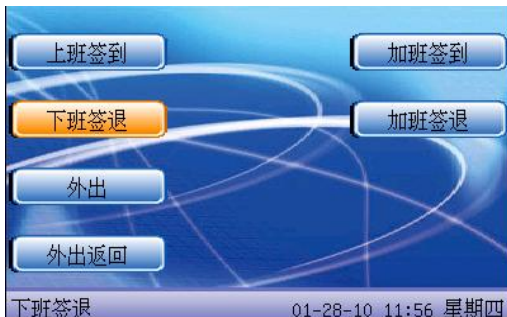 上班签到
加班签到
下班签退
加班签退
外出
外出返回
下班签退 01-28-10 11:56 星期四